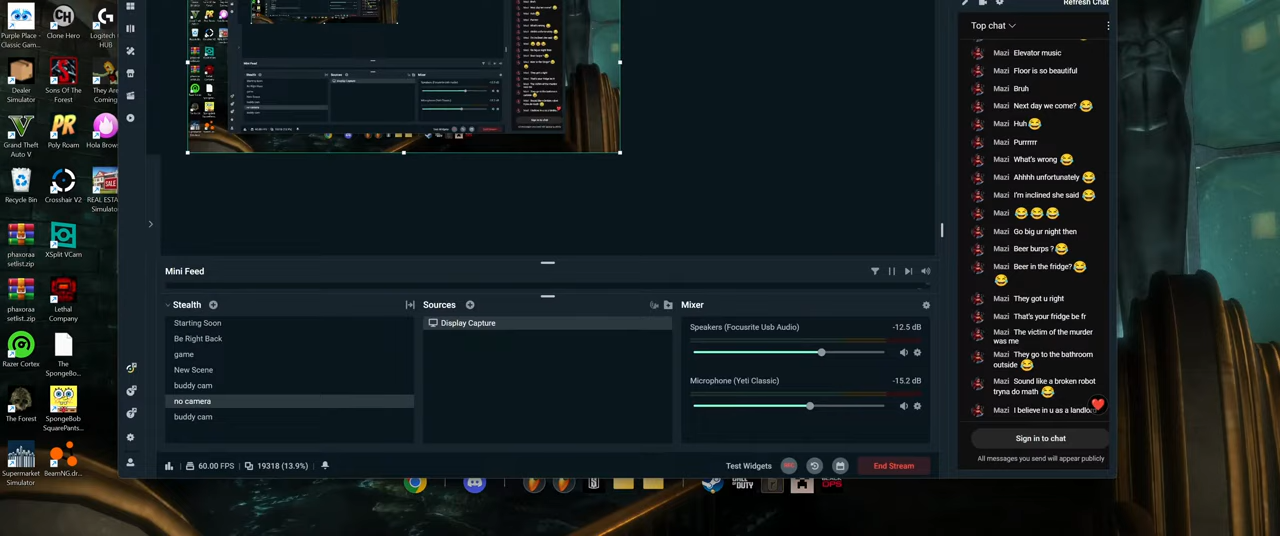 Purple Place -
Classic Gam...
Clone Hero
Logitech G
HUB
Dealer
Simulator
Sons Of The
Forest
They Are
Coming
Grand Theft
Auto V
Poly Roam
Hola Brow
Recycle Bin
Crosshair V2
REAL ESTA
Simulato
phaxoraa
setlist.zip
XSplit VCam
phaxoraa
setlist.zip
Lethal
Company
Razer Cortex
The
SpongeBo...
The Forest
SpongeBob
SquarePants...
Supermarket
Simulator
BeamNG.dr...
Mini Feed
Stealth
Starting Soon
Be Right Back
game
New Scene
buddy cam
no camera
buddy cam
Sources
Display Capture
Mixer
Speakers (Focusrite Usb Audio) -12.5 dB
Microphone (Yeti Classic) -15.2 dB
60.00 FPS 19318 (13.9%)
Test Widgets REC End Stream
Refresh Chat
Top chat
Mazi Elevator music
Mazi Floor is so beautiful
Mazi Bruh
Mazi Next day we come? 😂
Mazi Huh 😂
Mazi Purrrrrr
Mazi What's wrong 😂
Mazi Ahhhh unfortunately 😂
Mazi I'm inclined she said 😂
Mazi 😂 😂 😂
Mazi Go big ur night then
Mazi Beer burps ? 😂
Mazi Beer in the fridge? 😂
😂
Mazi They got u right
Mazi That's your fridge be fr
Mazi The victim of the murder
was me
Mazi They go to the bathroom
outside 😂
Mazi Sound like a broken robot
tryna do math 😂
Mazi I believe in u as a landlo
Sign in to chat
All messages you send will appear publicly